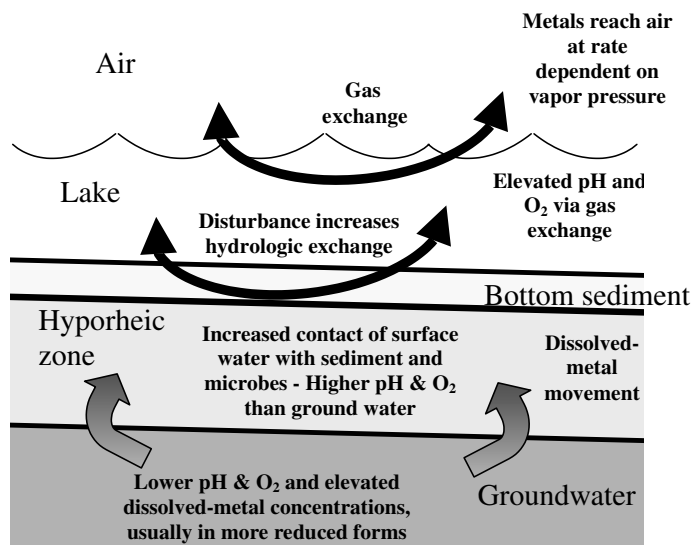 Metals reach air
at rate
dependent on
vapor pressure
Air
Gas
exchange
Lake
Elevated pH and
O₂ via gas
exchange
Disturbance increases
hydrologic exchange
Bottom sediment
Hyporheic
zone
Increased contact of surface
water with sediment and
microbes - Higher pH & O₂
than ground water
Dissolved-
metal
movement
Lower pH & O₂ and elevated
dissolved-metal concentrations,
usually in more reduced forms
Groundwater